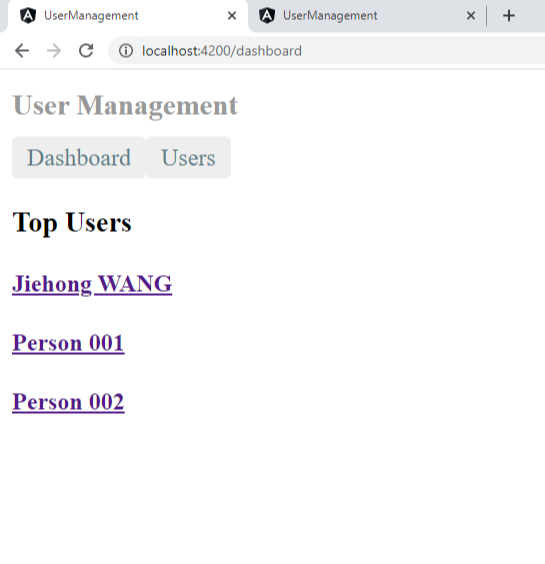 UserManagement UserManagement
localhost:4200/dashboard
User Management
Dashboard Users
Top Users
Jiehong WANG
Person 001
Person 002